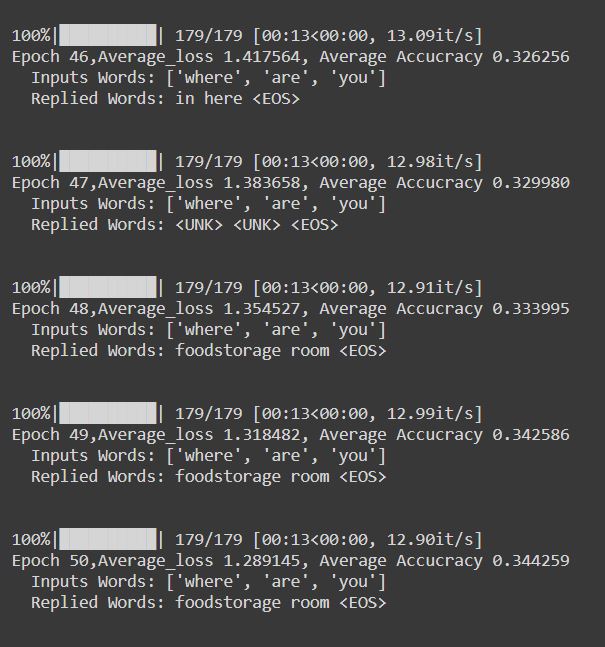 100%|██████████| 179/179 [00:13<00:00, 13.09it/s]
Epoch 46,Average_loss 1.417564, Average Accucracy 0.326256
Inputs Words: ['where', 'are', 'you']
Replied Words: in here <EOS>
100%|██████████| 179/179 [00:13<00:00, 12.98it/s]
Epoch 47,Average_loss 1.383658, Average Accucracy 0.329980
Inputs Words: ['where', 'are', 'you']
Replied Words: <UNK> <UNK> <EOS>
100%|██████████| 179/179 [00:13<00:00, 12.91it/s]
Epoch 48,Average_loss 1.354527, Average Accucracy 0.333995
Inputs Words: ['where', 'are', 'you']
Replied Words: foodstorage room <EOS>
100%|██████████| 179/179 [00:13<00:00, 12.99it/s]
Epoch 49,Average_loss 1.318482, Average Accucracy 0.342586
Inputs Words: ['where', 'are', 'you']
Replied Words: foodstorage room <EOS>
100%|██████████| 179/179 [00:13<00:00, 12.90it/s]
Epoch 50,Average_loss 1.289145, Average Accucracy 0.344259
Inputs Words: ['where', 'are', 'you']
Replied Words: foodstorage room <EOS>